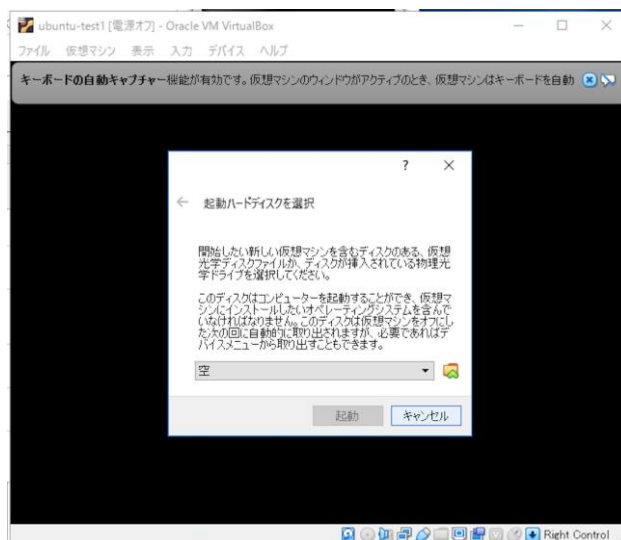 ubuntu-test1 [電源オフ] - Oracle VM VirtualBox
ファイル 仮想マシン 表示 入力 デバイス ヘルプ
キーボードの自動キャプチャー機能が有効です。仮想マシンのウィンドウがアクティブのとき、仮想マシンはキーボードを自動
?
起動ハードディスクを選択
開始したい新しい仮想マシンを含むディスクのある、仮想
光学ディスクファイルか、ディスクが挿入されている物理光
学ドライブを選択してください。
このディスクはコンピューターを起動することができ、仮想マ
シンにインストールしたいオペレーティングシステムを含んで
いなければなりません。このディスクは仮想マシンをオフにし
た次の回に自動的に取り出されますが、必要であればデ
バイスメニューから取り出すこともできます。
空
起動 キャンセル
Right Control